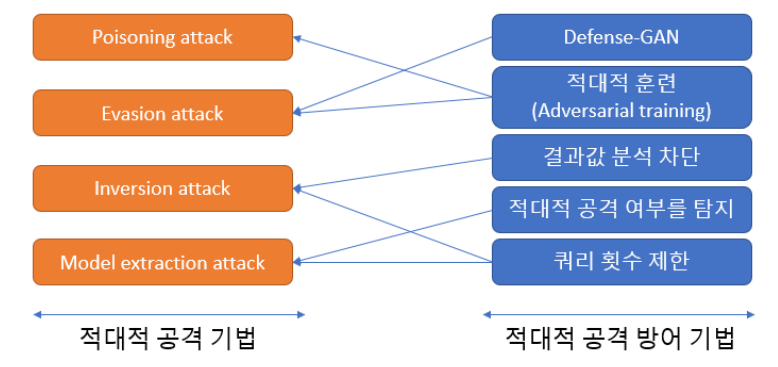 Poisoning attack
Evasion attack
Inversion attack
Model extraction attack
적대적 공격 기법
Defense-GAN
적대적 훈련
(Adversarial training)
결과값 분석 차단
적대적 공격 여부를 탐지
쿼리 횟수 제한
적대적 공격 방어 기법